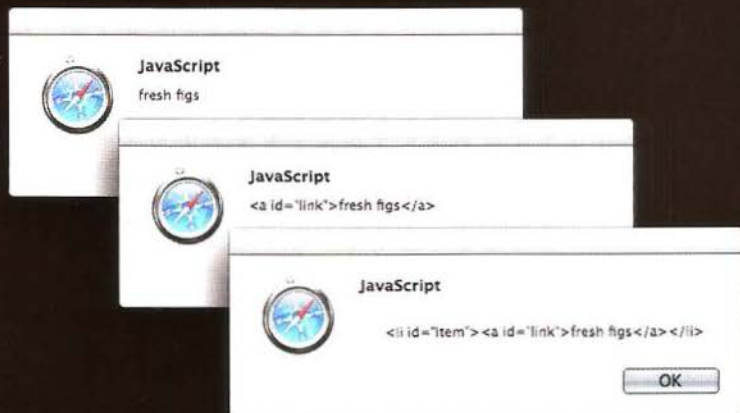 JavaScript
fresh figs
JavaScript
<a id="link">fresh figs</a>
JavaScript
<li id="item"><a id="link">fresh figs</a></li>
OK